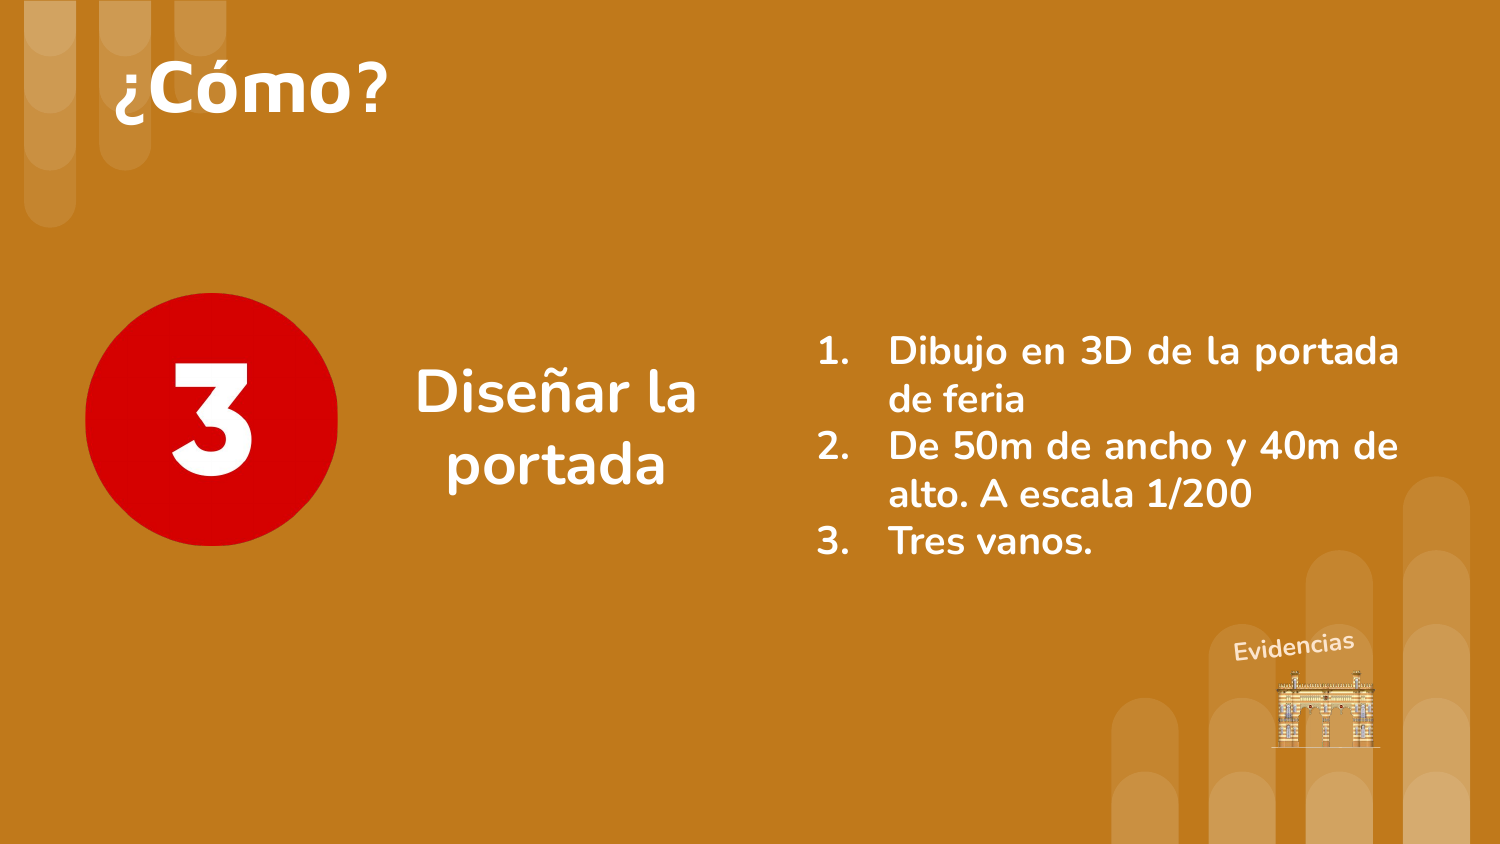 ¿Cómo?
3
Diseñar la
portada
1. Dibujo en 3D de la portada
de feria
2. De 50m de ancho y 40m de
alto. A escala 1/200
3. Tres vanos.
Evidencias